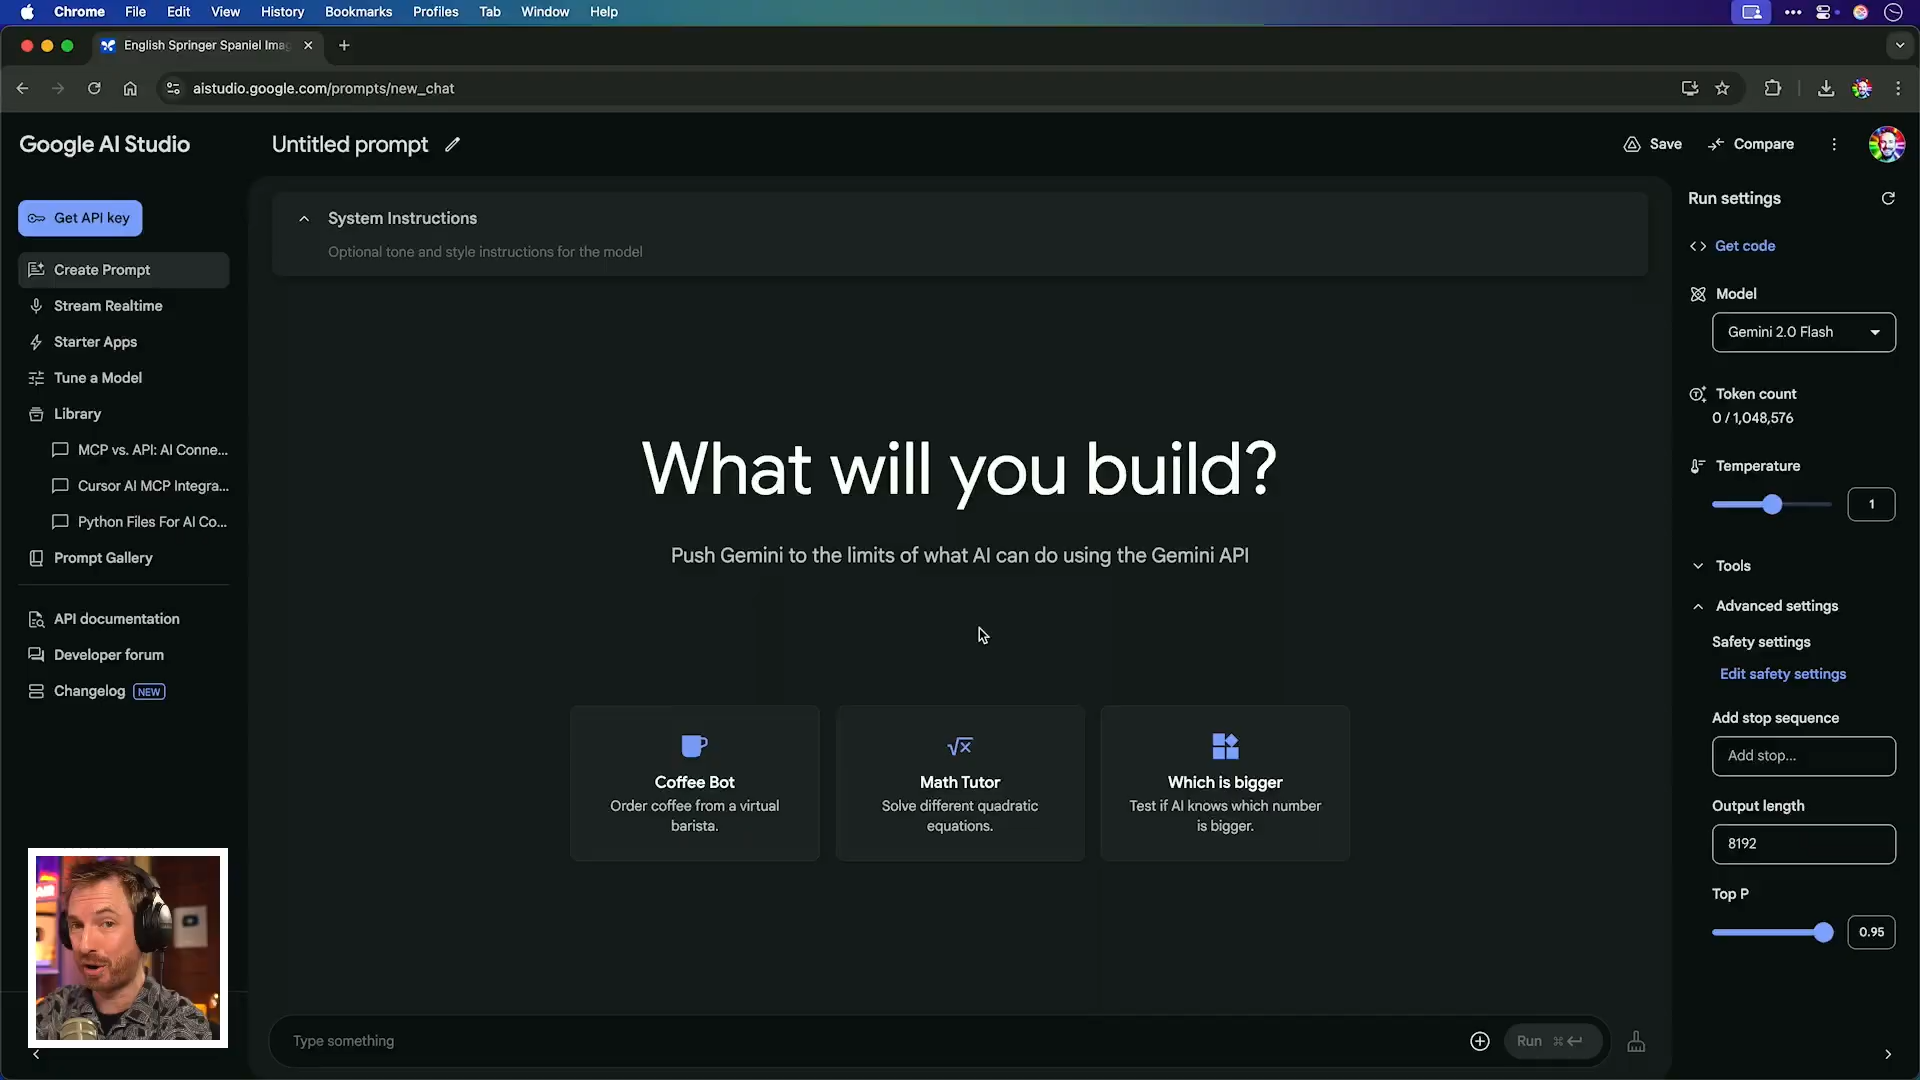 Chrome File Edit View History Bookmarks Profiles Tab Window Help
English Springer Spaniel Imag
aistudio.google.com/prompts/new_chat
Google AI Studio
Untitled prompt
Save
Compare
Get API key
Create Prompt
Stream Realtime
Starter Apps
Tune a Model
Library
MCP vs. API: AI Conne...
Cursor AI MCP Integra...
Python Files For AI Co...
Prompt Gallery
API documentation
Developer forum
Changelog NEW
System Instructions
Optional tone and style instructions for the model
What will you build?
Push Gemini to the limits of what AI can do using the Gemini API
Coffee Bot
Order coffee from a virtual
barista.
Math Tutor
Solve different quadratic
equations.
Which is bigger
Test if AI knows which number
is bigger.
Type something
Run ⌘↵
Run settings
Get code
Model
Gemini 2.0 Flash
Token count
0 / 1,048,576
Temperature
1
Tools
Advanced settings
Safety settings
Edit safety settings
Add stop sequence
Add stop...
Output length
8192
Top P
0.95